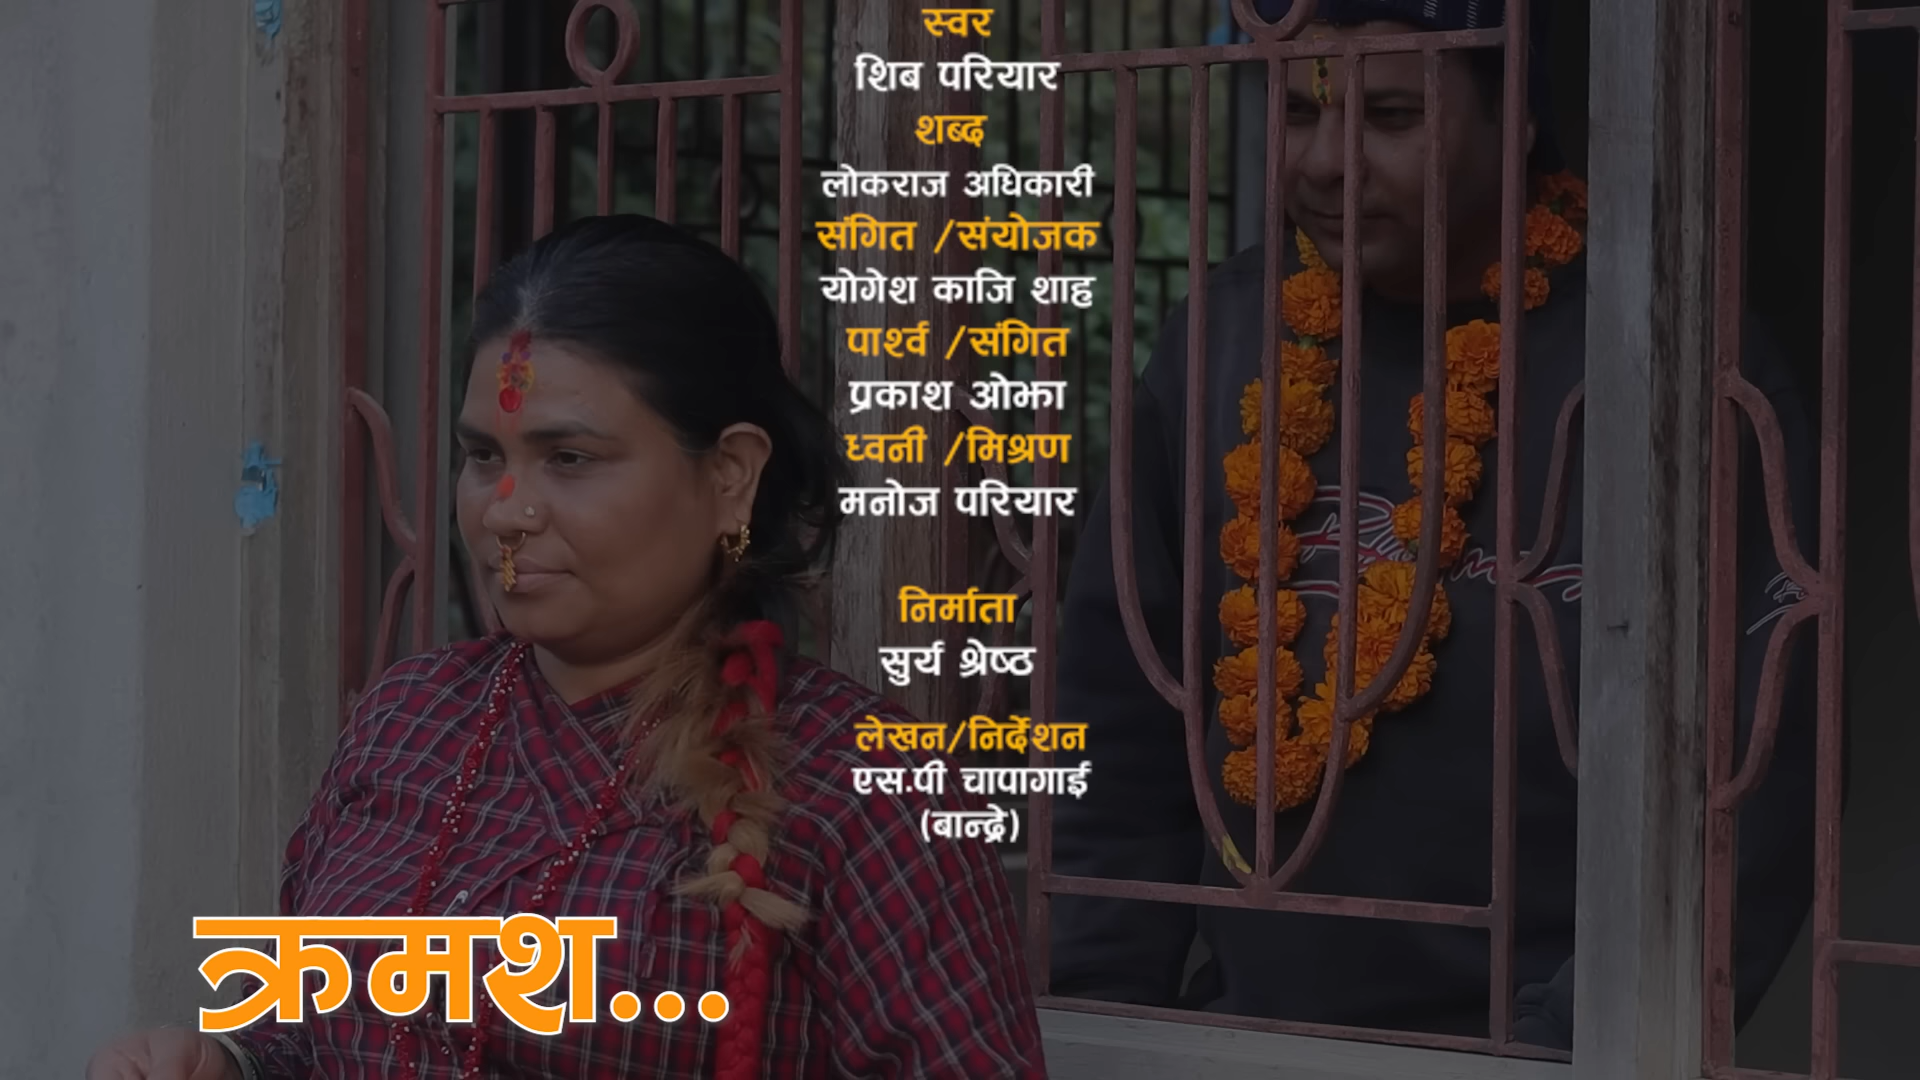 स्वर
शिब परियार
शब्द
लोकराज अधिकारी
संगित /संयोजक
योगेश काजि शाह
पार्श्व /संगित
प्रकाश ओझा
ध्वनी /मिश्रण
मनोज परियार
निर्माता
सुर्य श्रेष्ठ
लेखन/निर्देशन
एस.पी चापागाई
(बान्द्रे)
क्रमश...